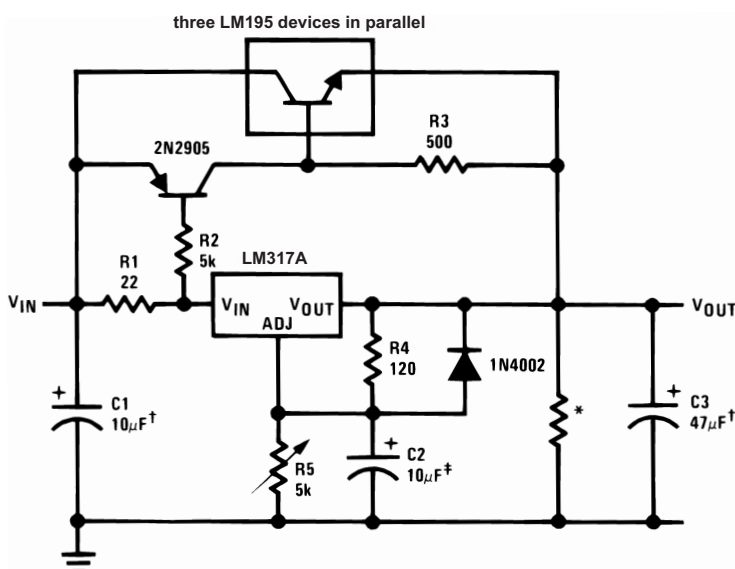 three LM195 devices in parallel
R3
500
2N2905
R2
5k
LM317A
R1
22
VIN
VIN
VOUT
ADJ
VOUT
R4
120
1N4002
*
C1
10μF†
C2
10μF‡
C3
47μF†
R5
5k